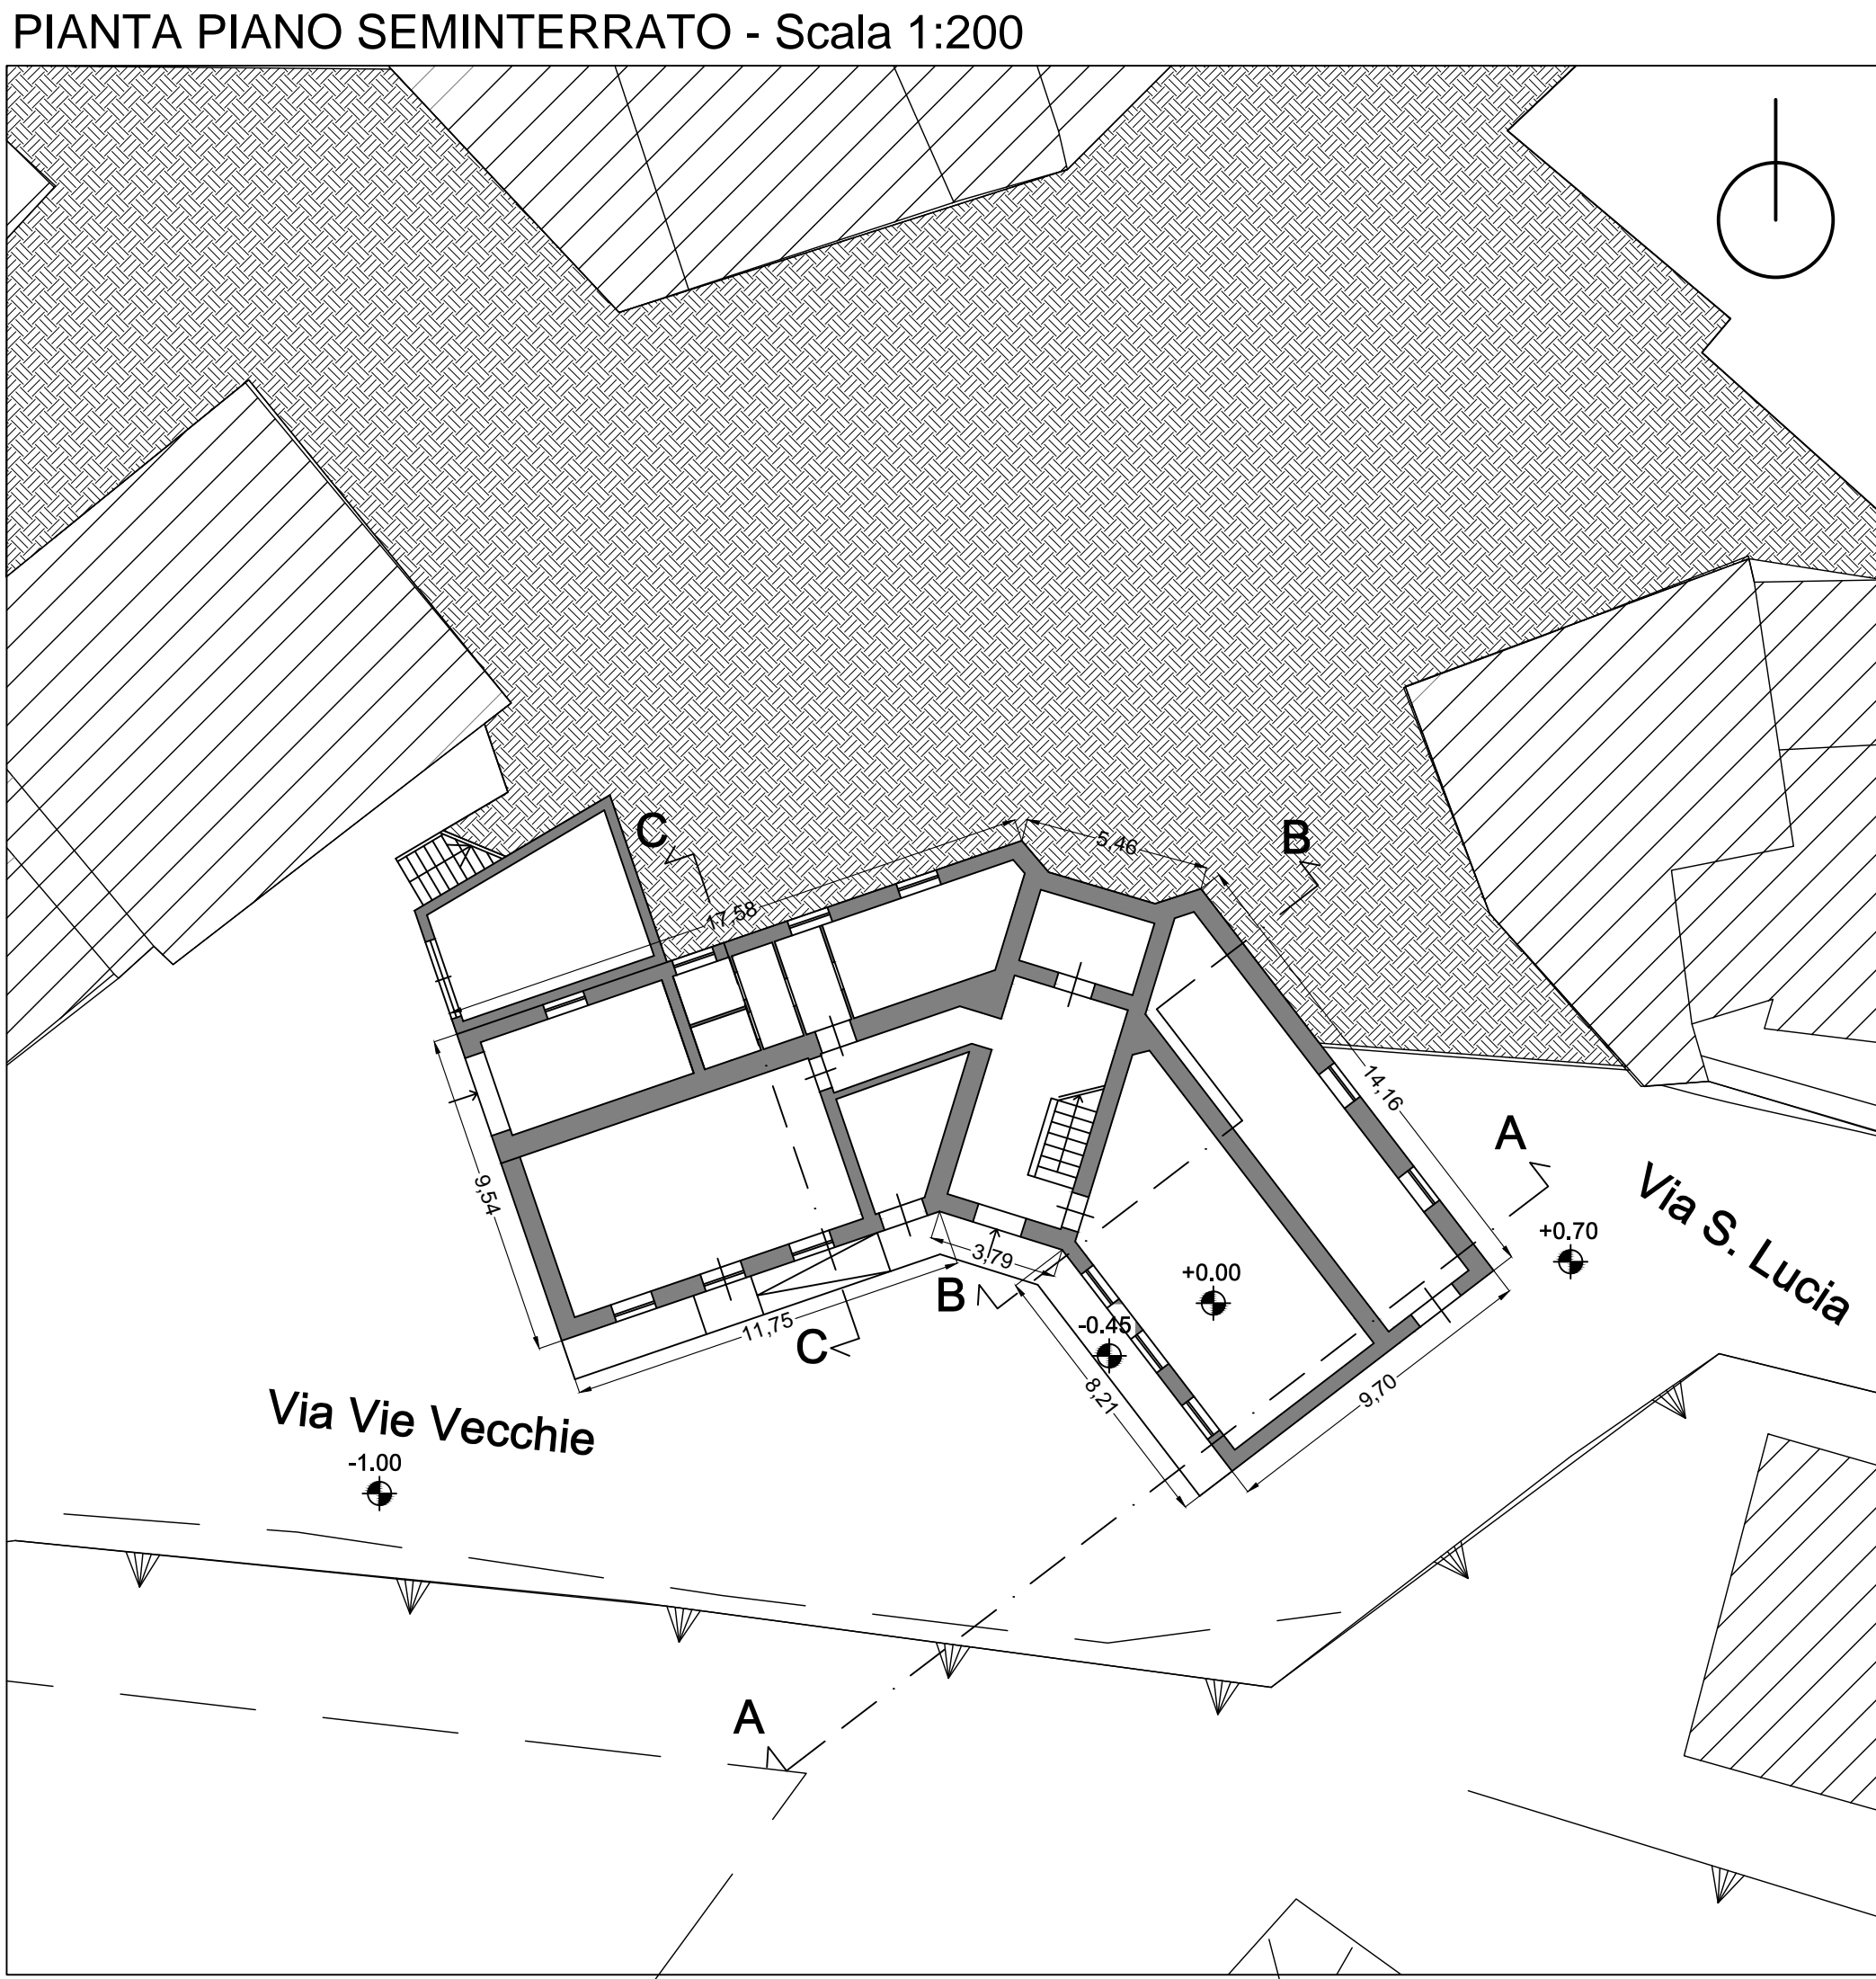 PIANTA PIANO SEMINTERRATO - Scala 1:200
C
B
5,46
17,58
14,16
A
Via S. Lucia
9,54
+0.70
3,79
+0.00
B
-0.45
11,75
C
8,21
9,70
Via Vie Vecchie
-1.00
A